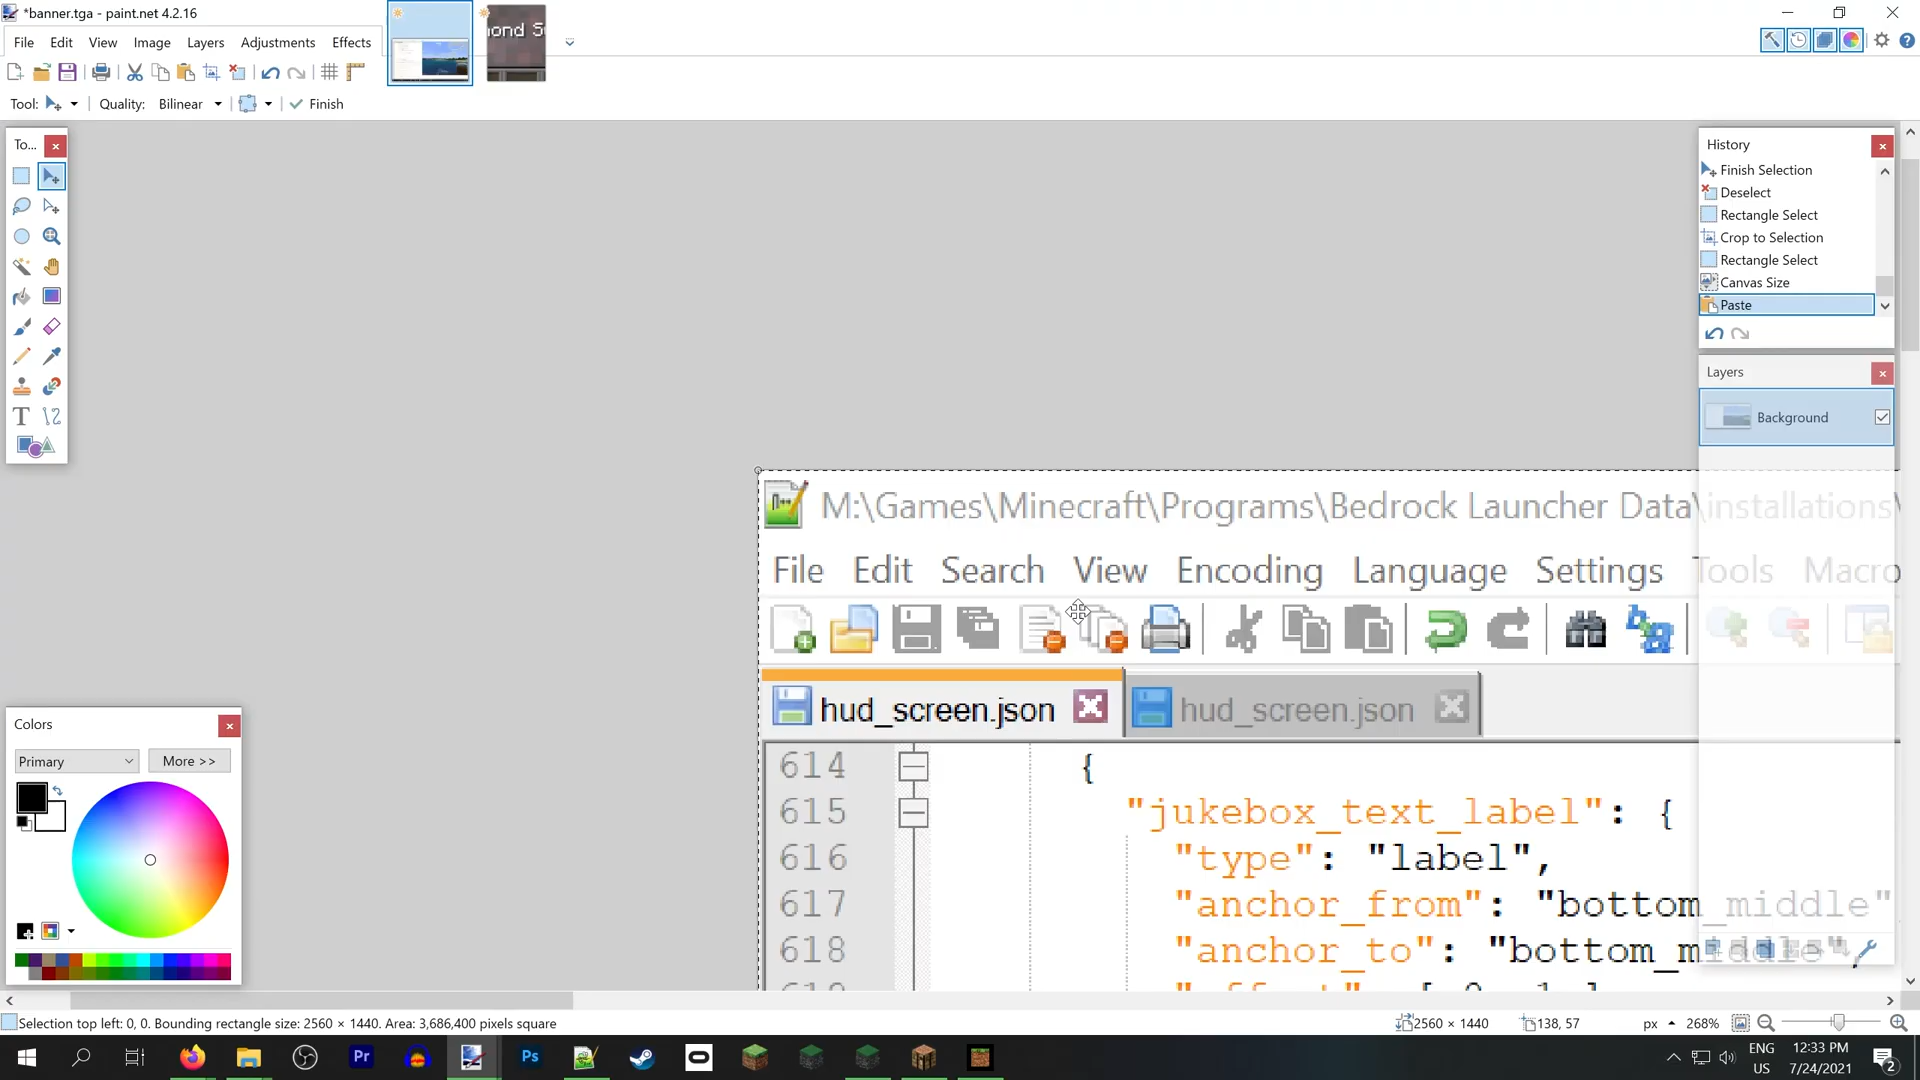 *banner.tga - paint.net 4.2.16
File Edit View Image Layers Adjustments Effects
ond S
Tool: Quality: Bilinear Finish
To...
History
Finish Selection
Deselect
Rectangle Select
Crop to Selection
Rectangle Select
Canvas Size
Paste
Layers
Background
M:\Games\Minecraft\Programs\Bedrock Launcher Data\installations\
File Edit Search View Encoding Language Settings Tools Macro
hud_screen.json hud_screen.json
614 {
615 "jukebox_text_label": {
616 "type": "label",
617 "anchor_from": "bottom_middle"
618 "anchor_to": "bottom_middle",
Colors
Primary More >>
Selection top left: 0, 0. Bounding rectangle size: 2560 × 1440. Area: 3,686,400 pixels square 2560 × 1440 138, 57 px 268%
T
Pr Ps
ENG 12:33 PM
US 7/24/2021 2